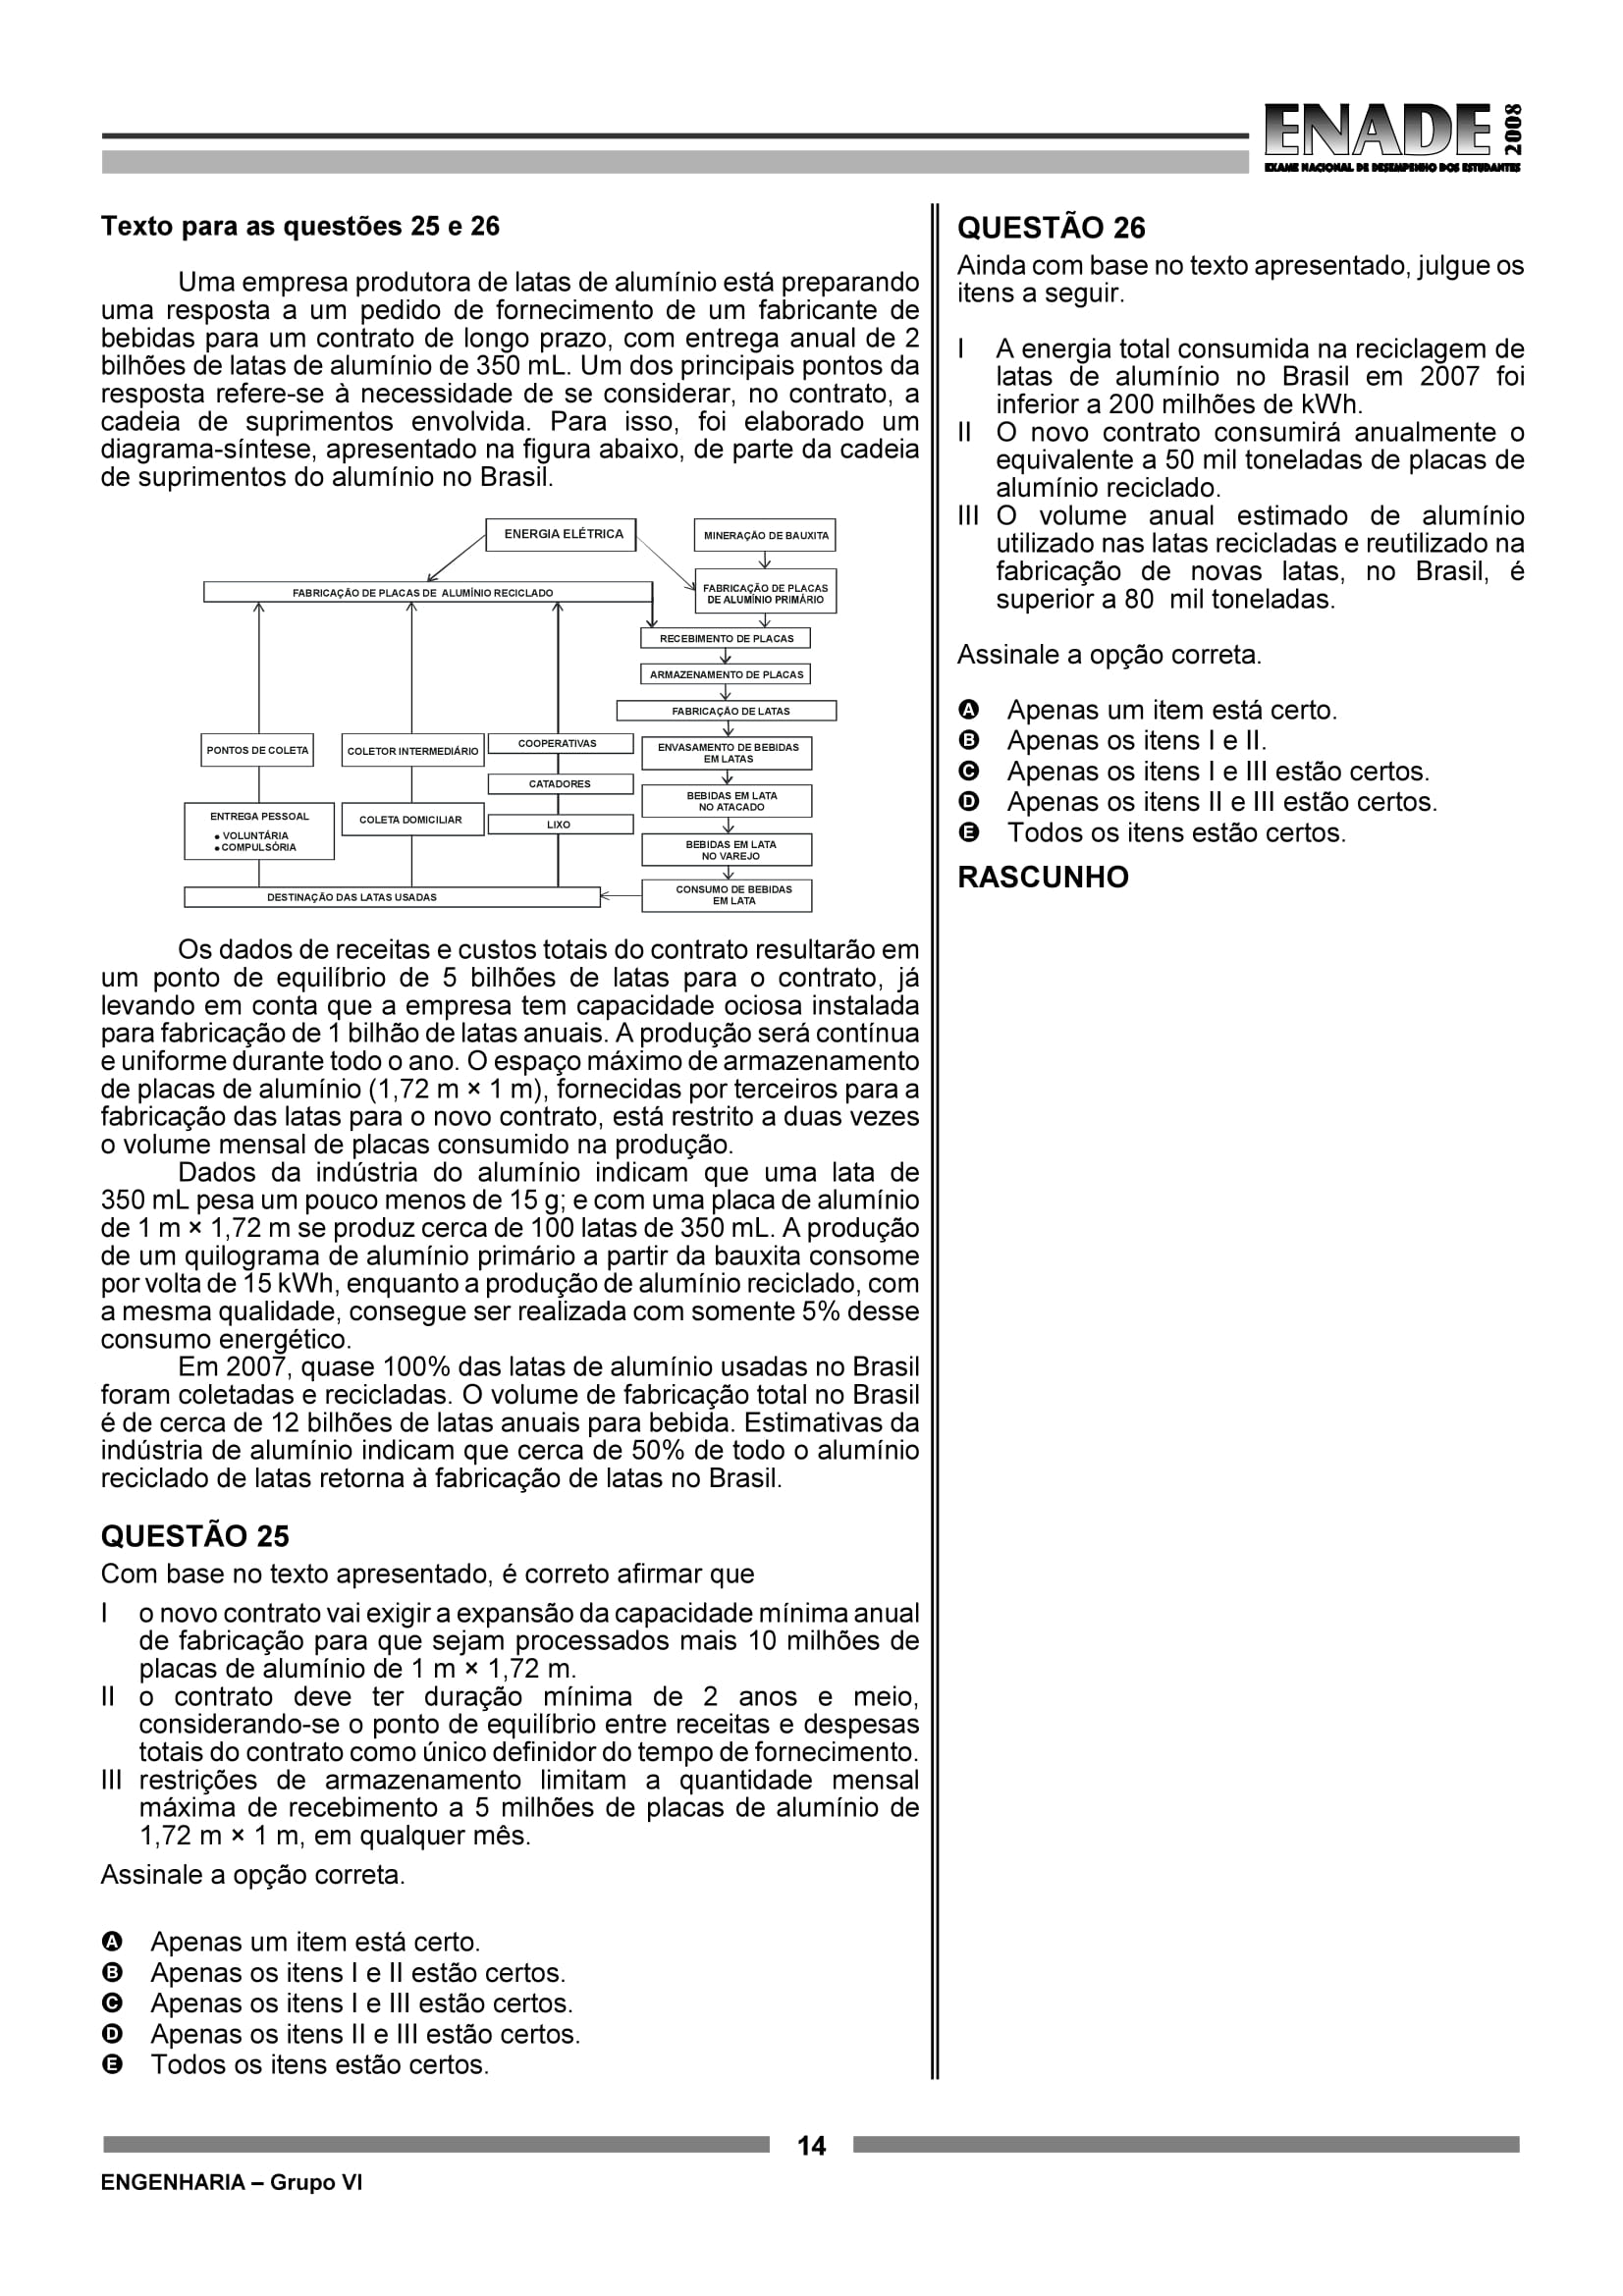 ENADE 2008
EXAME NACIONAL DE DESEMPENHO DOS ESTUDANTES
Texto para as questões 25 e 26
Uma empresa produtora de latas de alumínio está preparando
uma resposta a um pedido de fornecimento de um fabricante de
bebidas para um contrato de longo prazo, com entrega anual de 2
bilhões de latas de alumínio de 350 mL. Um dos principais pontos da
resposta refere-se à necessidade de se considerar, no contrato, a
cadeia de suprimentos envolvida. Para isso, foi elaborado um
diagrama-síntese, apresentado na figura abaixo, de parte da cadeia
de suprimentos do alumínio no Brasil.
ENERGIA ELÉTRICA
MINERAÇÃO DE BAUXITA
FABRICAÇÃO DE PLACAS DE ALUMÍNIO RECICLADO
FABRICAÇÃO DE PLACAS
DE ALUMÍNIO PRIMÁRIO
RECEBIMENTO DE PLACAS
ARMAZENAMENTO DE PLACAS
FABRICAÇÃO DE LATAS
PONTOS DE COLETA
COLETOR INTERMEDIÁRIO
COOPERATIVAS
ENVASAMENTO DE BEBIDAS
EM LATAS
CATADORES
BEBIDAS EM LATA
NO ATACADO
ENTREGA PESSOAL
• VOLUNTÁRIA
• COMPULSÓRIA
COLETA DOMICILIAR
LIXO
BEBIDAS EM LATA
NO VAREJO
DESTINAÇÃO DAS LATAS USADAS
CONSUMO DE BEBIDAS
EM LATA
Os dados de receitas e custos totais do contrato resultarão em
um ponto de equilíbrio de 5 bilhões de latas para o contrato, já
levando em conta que a empresa tem capacidade ociosa instalada
para fabricação de 1 bilhão de latas anuais. A produção será contínua
e uniforme durante todo o ano. O espaço máximo de armazenamento
de placas de alumínio (1,72 m × 1 m), fornecidas por terceiros para a
fabricação das latas para o novo contrato, está restrito a duas vezes
o volume mensal de placas consumido na produção.
Dados da indústria do alumínio indicam que uma lata de
350 mL pesa um pouco menos de 15 g; e com uma placa de alumínio
de 1 m × 1,72 m se produz cerca de 100 latas de 350 mL. A produção
de um quilograma de alumínio primário a partir da bauxita consome
por volta de 15 kWh, enquanto a produção de alumínio reciclado, com
a mesma qualidade, consegue ser realizada com somente 5% desse
consumo energético.
Em 2007, quase 100% das latas de alumínio usadas no Brasil
foram coletadas e recicladas. O volume de fabricação total no Brasil
é de cerca de 12 bilhões de latas anuais para bebida. Estimativas da
indústria de alumínio indicam que cerca de 50% de todo o alumínio
reciclado de latas retorna à fabricação de latas no Brasil.
QUESTÃO 25
Com base no texto apresentado, é correto afirmar que
I o novo contrato vai exigir a expansão da capacidade mínima anual
de fabricação para que sejam processados mais 10 milhões de
placas de alumínio de 1 m × 1,72 m.
II o contrato deve ter duração mínima de 2 anos e meio,
considerando-se o ponto de equilíbrio entre receitas e despesas
totais do contrato como único definidor do tempo de fornecimento.
III restrições de armazenamento limitam a quantidade mensal
máxima de recebimento a 5 milhões de placas de alumínio de
1,72 m × 1 m, em qualquer mês.
Assinale a opção correta.
A Apenas um item está certo.
B Apenas os itens I e II estão certos.
C Apenas os itens I e III estão certos.
D Apenas os itens II e III estão certos.
E Todos os itens estão certos.
QUESTÃO 26
Ainda com base no texto apresentado, julgue os
itens a seguir.
I A energia total consumida na reciclagem de
latas de alumínio no Brasil em 2007 foi
inferior a 200 milhões de kWh.
II O novo contrato consumirá anualmente o
equivalente a 50 mil toneladas de placas de
alumínio reciclado.
III O volume anual estimado de alumínio
utilizado nas latas recicladas e reutilizado na
fabricação de novas latas, no Brasil, é
superior a 80 mil toneladas.
Assinale a opção correta.
A Apenas um item está certo.
B Apenas os itens I e II.
C Apenas os itens I e III estão certos.
D Apenas os itens II e III estão certos.
E Todos os itens estão certos.
RASCUNHO
14
ENGENHARIA – Grupo VI